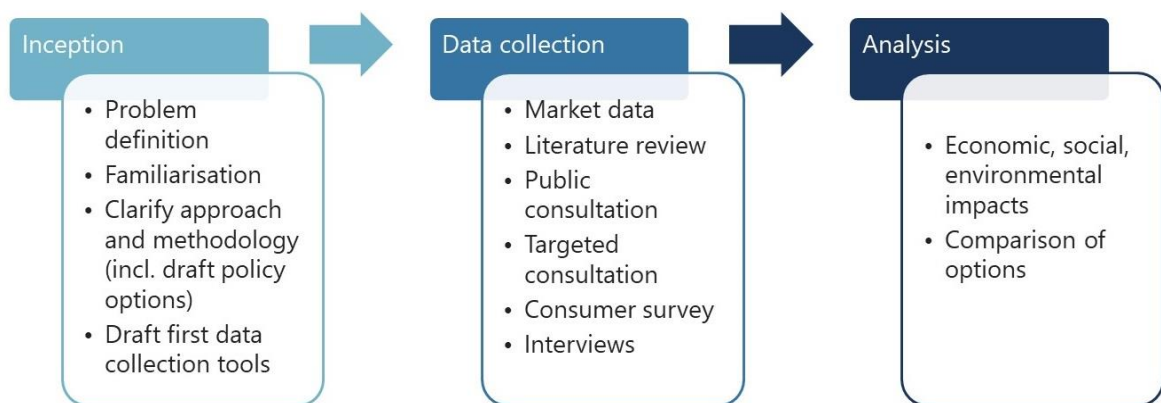 Inception
• Problem
definition
• Familiarisation
• Clarify approach
and methodology
(incl. draft policy
options)
• Draft first data
collection tools
Data collection
• Market data
• Literature review
• Public
consultation
• Targeted
consultation
• Consumer survey
• Interviews
Analysis
• Economic, social,
environmental
impacts
• Comparison of
options